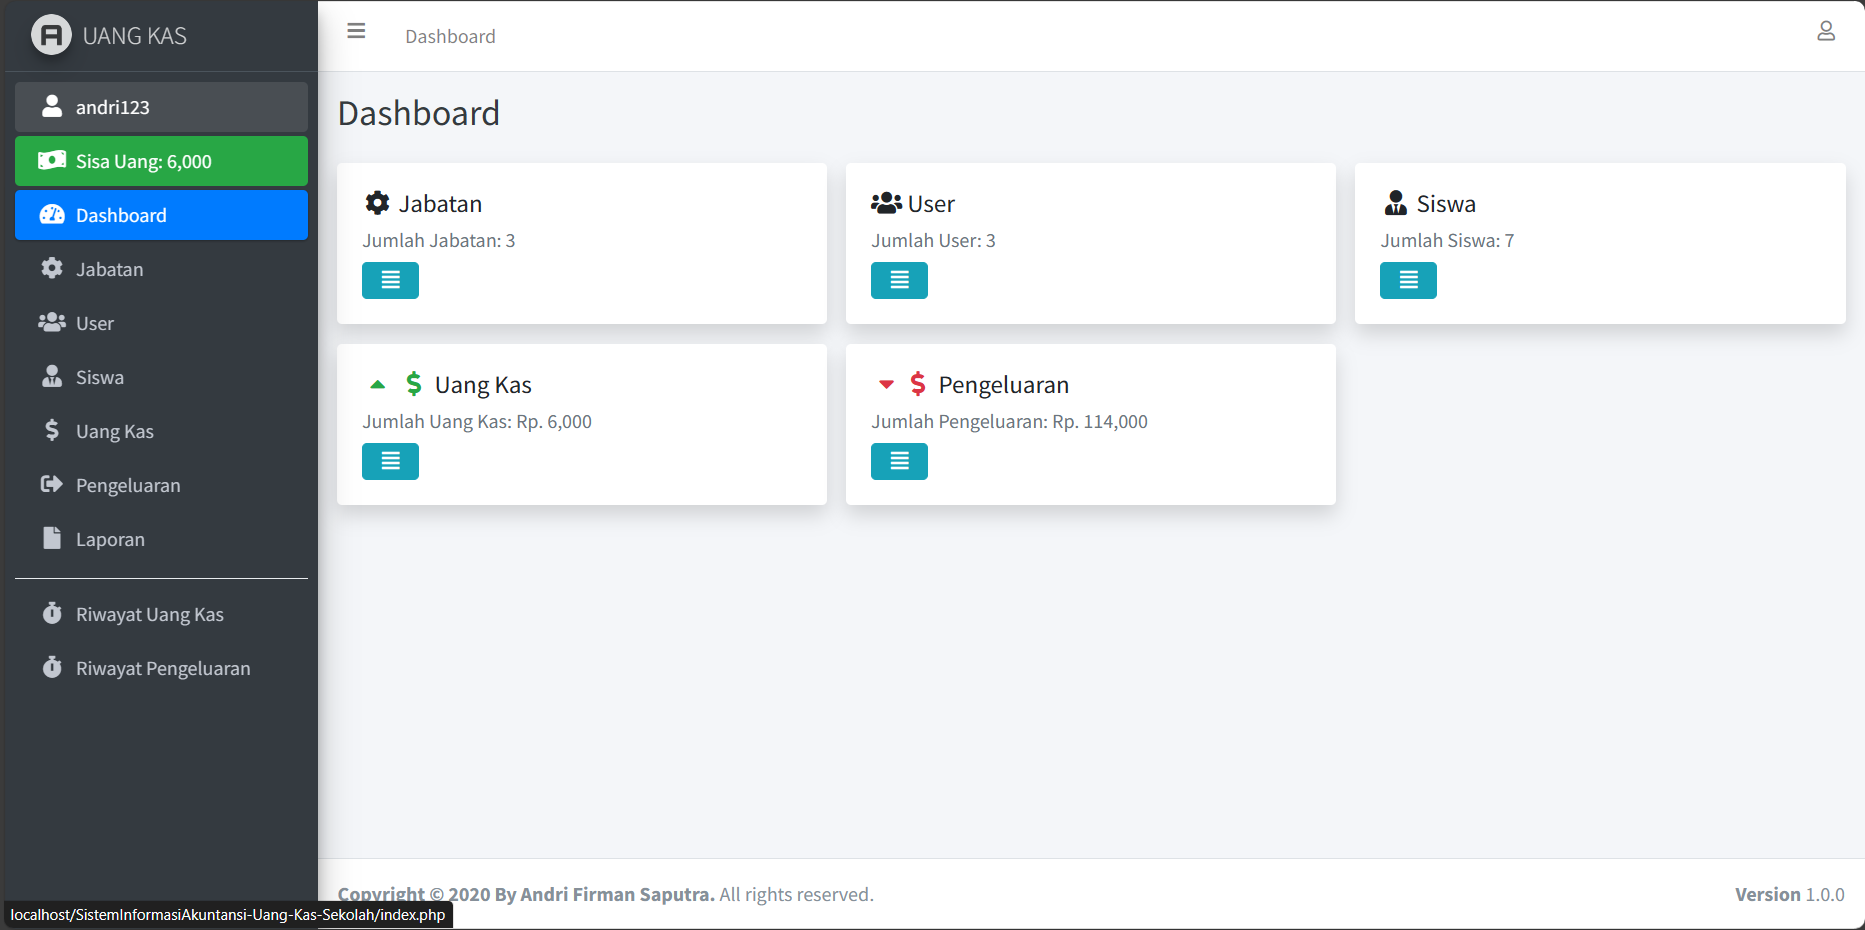 UANG KAS
andri123
Sisa Uang: 6,000
Dashboard
Jabatan
User
Siswa
Uang Kas
Pengeluaran
Laporan
Riwayat Uang Kas
Riwayat Pengeluaran
Dashboard
Dashboard
Jabatan
Jumlah Jabatan: 3
User
Jumlah User: 3
Siswa
Jumlah Siswa: 7
Uang Kas
Jumlah Uang Kas: Rp. 6,000
Pengeluaran
Jumlah Pengeluaran: Rp. 114,000
Copyright © 2020 By Andri Firman Saputra. All rights reserved.
Version 1.0.0
localhost/SistemInformasiAkuntansi-Uang-Kas-Sekolah/index.php